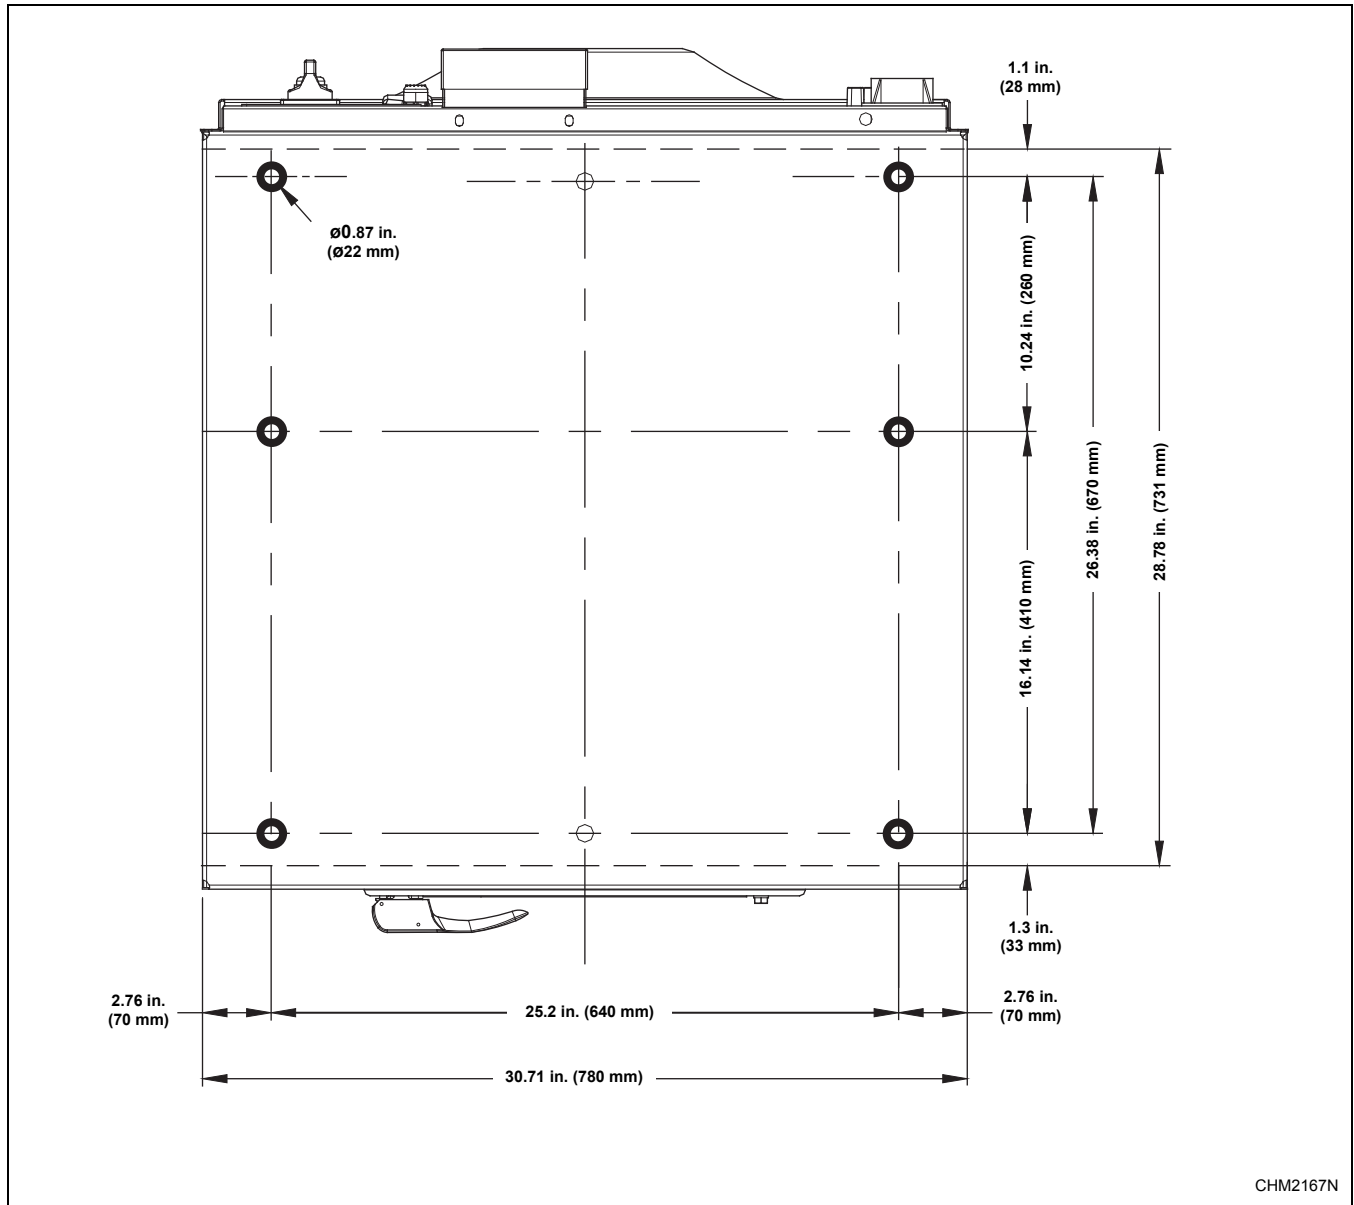 1.1 in.
(28 mm)
ø0.87 in.
(Ø22 mm)
10.24 in. (260 mm)
26.38 in. (670 mm)
28.78 in. (731 mm)
16.14 in. (410 mm)
1.3 in.
(33 mm)
2.76 in.
(70 mm)
25.2 in. (640 mm)
2.76 in.
(70 mm)
30.71 in. (780 mm)
CHM2167N